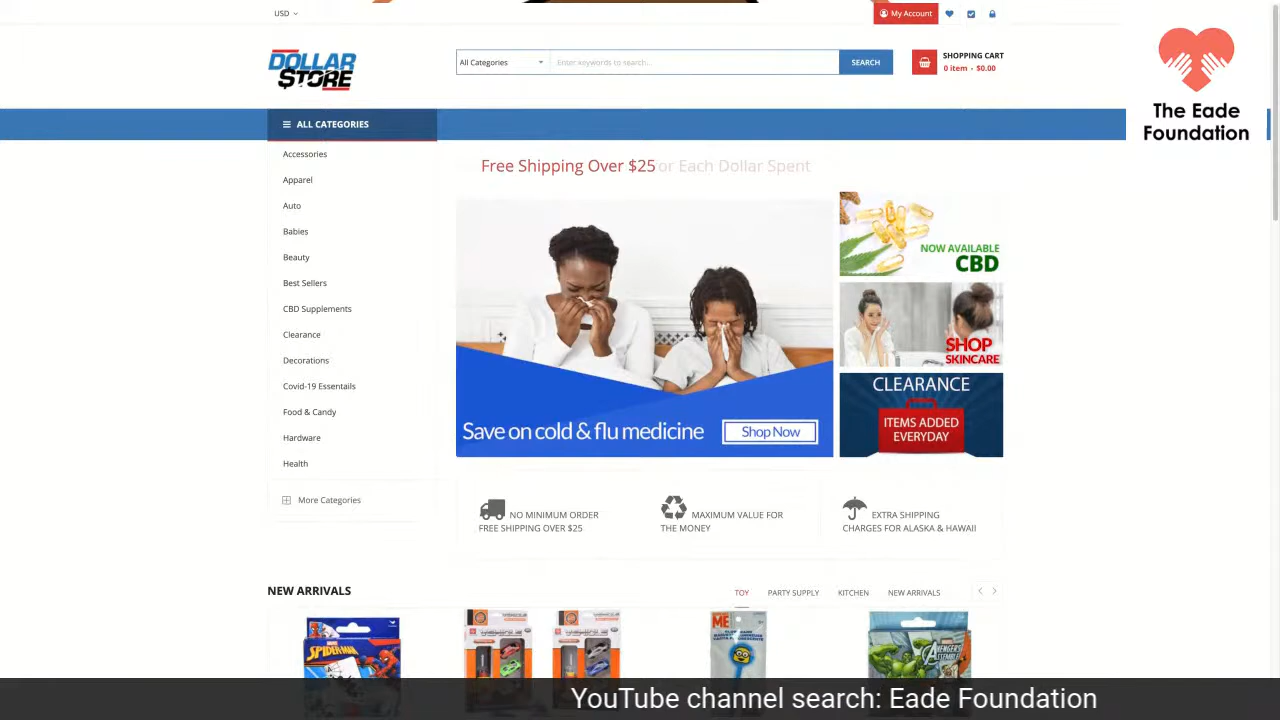 USD
My Account
DOLLAR
STORE
All Categories
Enter keywords to search...
SEARCH
SHOPPING CART
0 item - $0.00
The Eade
Foundation
ALL CATEGORIES
Accessories
Apparel
Auto
Babies
Beauty
Best Sellers
CBD Supplements
Clearance
Decorations
Covid-19 Essentails
Food & Candy
Hardware
Health
More Categories
Free Shipping Over $25 or Each Dollar Spent
Save on cold & flu medicine
Shop Now
NOW AVAILABLE
CBD
SHOP
SKINCARE
CLEARANCE
ITEMS ADDED
EVERYDAY
NO MINIMUM ORDER
FREE SHIPPING OVER $25
MAXIMUM VALUE FOR
THE MONEY
EXTRA SHIPPING
CHARGES FOR ALASKA & HAWAII
NEW ARRIVALS
TOY
PARTY SUPPLY
KITCHEN
NEW ARRIVALS
MARVEL
SPIDER-MAN
ME
AVENGERS
ASSEMBLE
YouTube channel search: Eade Foundation